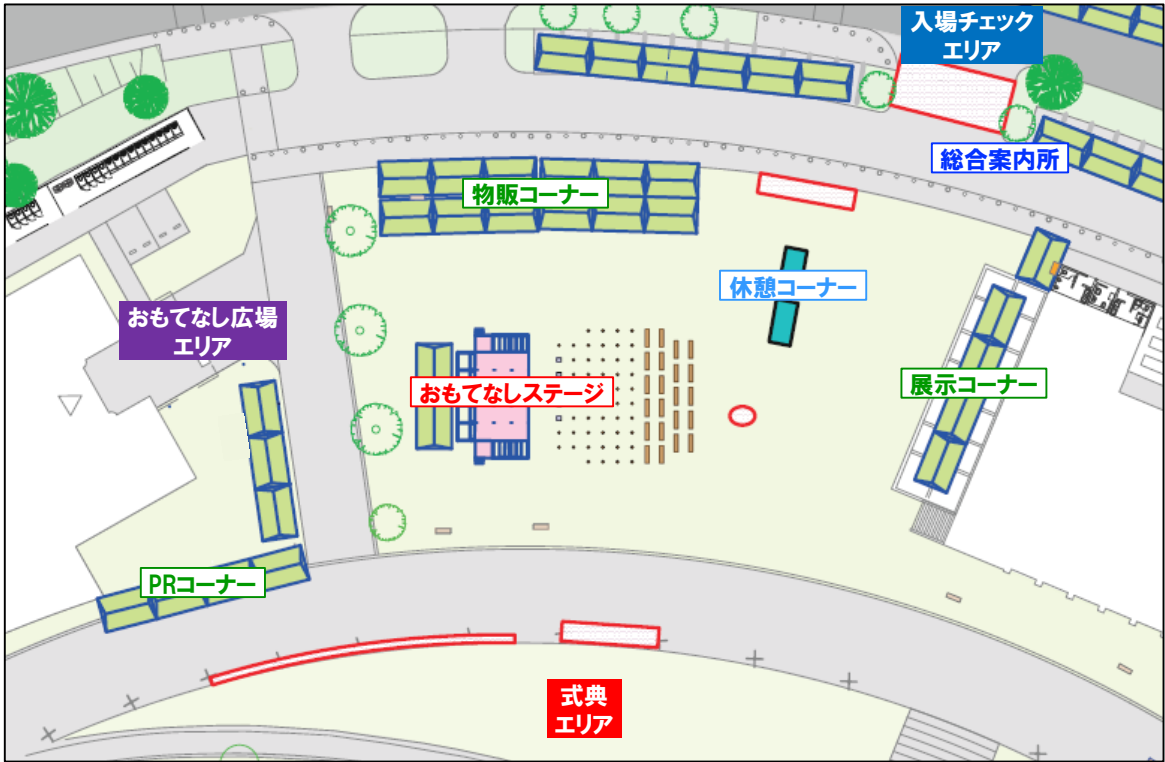 入場チェック
エリア
総合案内所
物販コーナー
休憩コーナー
おもてなし広場
エリア
おもてなしステージ
展示コーナー
PRコーナー
式典
エリア